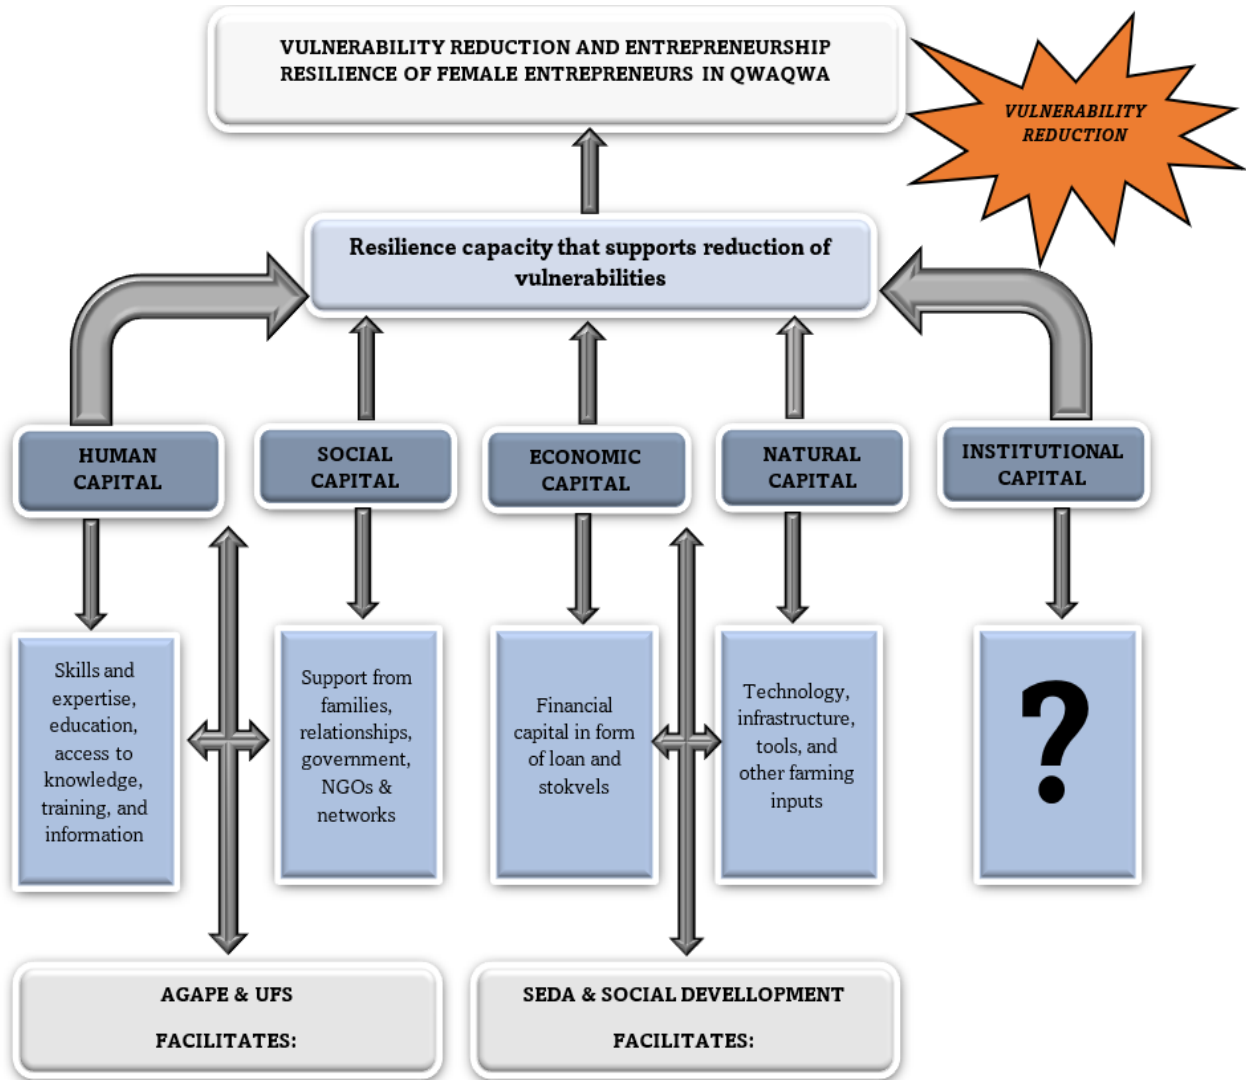 VULNERABILITY REDUCTION AND ENTREPRENEURSHIP
RESILIENCE OF FEMALE ENTREPRENEURS IN QWAQWA
VULNERABILITY
REDUCTION
Resilience capacity that supports reduction of
vulnerabilities
HUMAN
CAPITAL
SOCIAL
CAPITAL
ECONOMIC
CAPITAL
NATURAL
CAPITAL
INSTITUTIONAL
CAPITAL
Skills and
expertise,
education,
access to
knowledge,
training, and
information
Support from
families,
relationships,
government,
NGOs &
networks
Financial
capital in form
of loan and
stokvels
Technology,
infrastructure,
tools, and
other farming
inputs
?
AGAPE & UFS
FACILITATES:
SEDA & SOCIAL DEVELLOPMENT
FACILITATES: